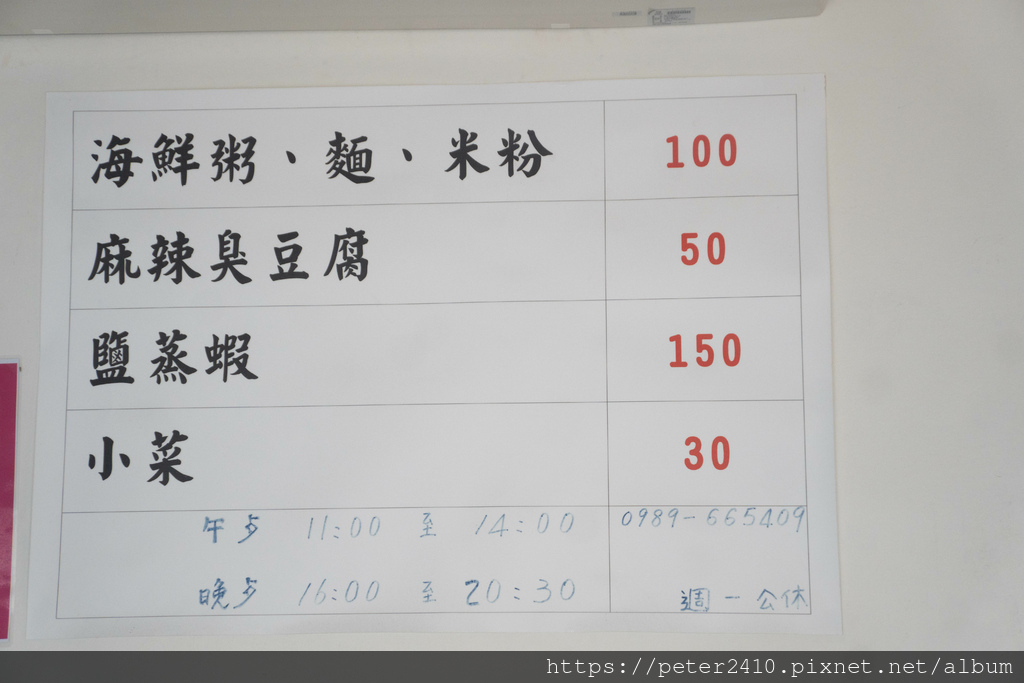 海鮮粥、麵、米粉 100
麻辣臭豆腐 50
鹽蒸蝦 150
小菜 30
午歺 11:00 至 14:00 0989-665409
晚歺 16:00 至 20:30 週一公休
https://peter2410.pixnet.net/album